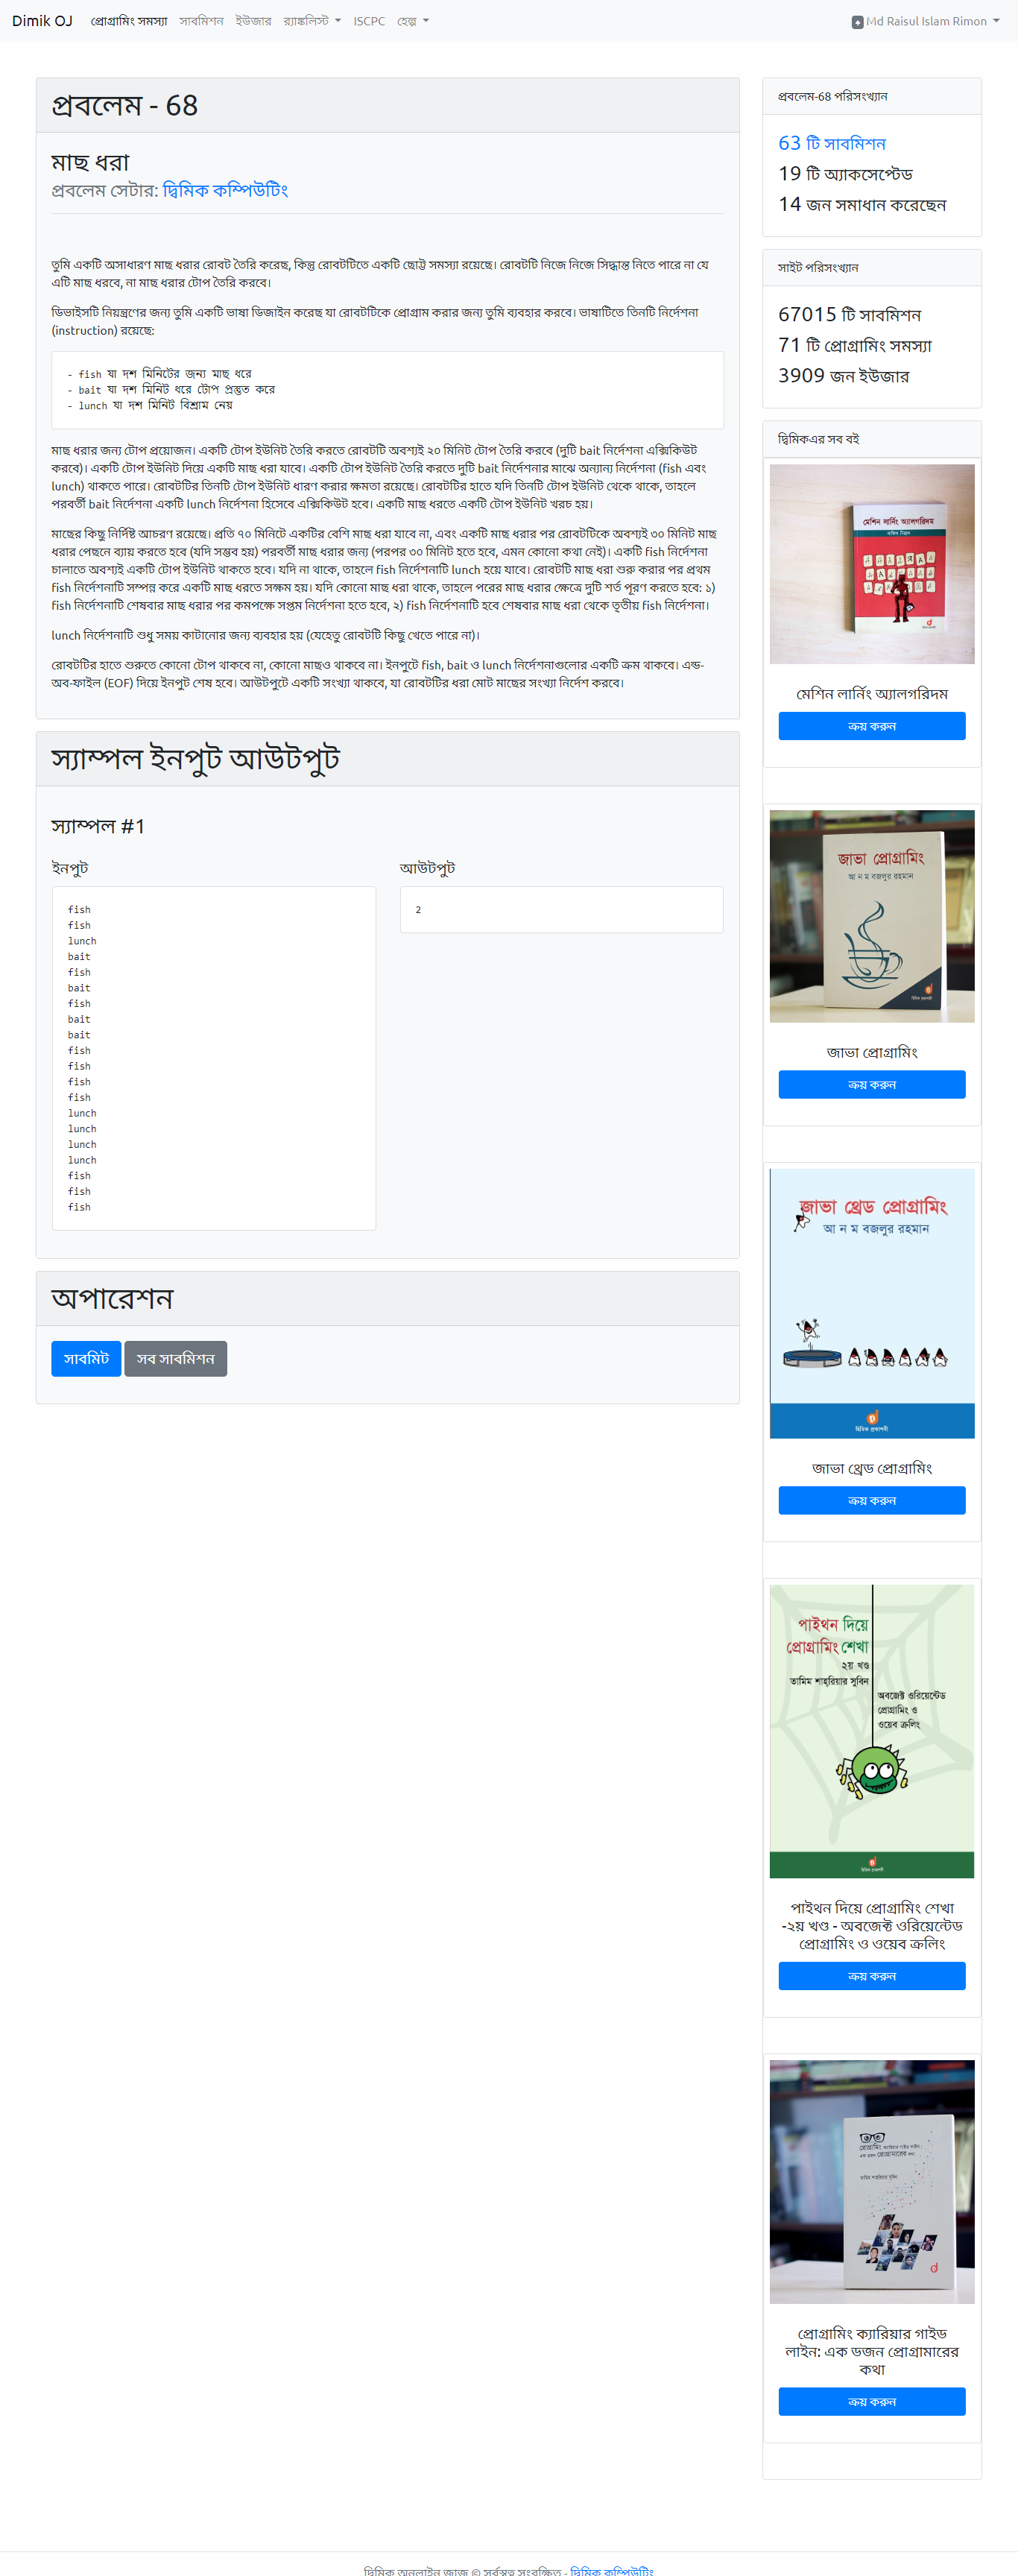 Dimik OJ প্রোগ্রামিং সমস্যা সাবমিশন ইউজার র‍্যাঙ্কলিস্ট ISCPC হেল্প Md Raisul Islam Rimon
প্রবলেম - 68
মাছ ধরা
প্রবলেম সেটার: দ্বিমিক কম্পিউটিং
তুমি একটি অসাধারণ মাছ ধরার রোবট তৈরি করেছ, কিন্তু রোবটটিতে একটি ছোট্ট সমস্যা রয়েছে। রোবটটি নিজে নিজে সিদ্ধান্ত নিতে পারে না যে
এটি মাছ ধরবে, না মাছ ধরার টোপ তৈরি করবে।
ডিভাইসটি নিয়ন্ত্রণের জন্য তুমি একটি ভাষা ডিজাইন করেছ যা রোবটটিকে প্রোগ্রাম করার জন্য তুমি ব্যবহার করবে। ভাষাটিতে তিনটি নির্দেশনা
(instruction) রয়েছে:
- fish যা দশ মিনিটের জন্য মাছ ধরে
- bait যা দশ মিনিট ধরে টোপ প্রস্তুত করে
- lunch যা দশ মিনিট বিশ্রাম নেয়
মাছ ধরার জন্য টোপ প্রয়োজন। একটি টোপ ইউনিট তৈরি করতে রোবটটি অবশ্যই ২০ মিনিট টোপ তৈরি করবে (দুটি bait নির্দেশনা এক্সিকিউট
করবে)। একটি টোপ ইউনিট দিয়ে একটি মাছ ধরা যাবে। একটি টোপ ইউনিট তৈরি করতে দুটি bait নির্দেশনার মাঝে অন্যান্য নির্দেশনা (fish এবং
lunch) থাকতে পারে। রোবটটির তিনটি টোপ ইউনিট ধারণ করার ক্ষমতা রয়েছে। রোবটটির হাতে যদি তিনটি টোপ ইউনিট থেকে থাকে, তাহলে
পরবর্তী bait নির্দেশনা একটি lunch নির্দেশনা হিসেবে এক্সিকিউট হবে। একটি মাছ ধরতে একটি টোপ ইউনিট খরচ হয়।
মাছের কিছু নির্দিষ্ট আচরণ রয়েছে। প্রতি ৭০ মিনিটে একটির বেশি মাছ ধরা যাবে না, এবং একটি মাছ ধরার পর রোবটটিকে অবশ্যই ৩০ মিনিট মাছ
ধরার পেছনে ব্যায় করতে হবে (যদি সম্ভব হয়) পরবর্তী মাছ ধরার জন্য (পরপর ৩০ মিনিট হতে হবে, এমন কোনো কথা নেই)। একটি fish নির্দেশনা
চালাতে অবশ্যই একটি টোপ ইউনিট থাকতে হবে। যদি না থাকে, তাহলে fish নির্দেশনাটি lunch হয়ে যাবে। রোবটটি মাছ ধরা শুরু করার পর প্রথম
fish নির্দেশনাটি সম্পন্ন করে একটি মাছ ধরতে সক্ষম হয়। যদি কোনো মাছ ধরা থাকে, তাহলে পরের মাছ ধরার ক্ষেত্রে দুটি শর্ত পূরণ করতে হবে: ১)
fish নির্দেশনাটি শেষবার মাছ ধরার পর কমপক্ষে সপ্তম নির্দেশনা হতে হবে, ২) fish নির্দেশনাটি হবে শেষবার মাছ ধরা থেকে তৃতীয় fish নির্দেশনা।
lunch নির্দেশনাটি শুধু সময় কাটানোর জন্য ব্যবহার হয় (যেহেতু রোবটটি কিছু খেতে পারে না)।
রোবটটির হাতে শুরুতে কোনো টোপ থাকবে না, কোনো মাছও থাকবে না। ইনপুটে fish, bait ও lunch নির্দেশনাগুলোর একটি ক্রম থাকবে। এন্ড-
অব-ফাইল (EOF) দিয়ে ইনপুট শেষ হবে। আউটপুটে একটি সংখ্যা থাকবে, যা রোবটটির ধরা মোট মাছের সংখ্যা নির্দেশ করবে।
স্যাম্পল ইনপুট আউটপুট
স্যাম্পল #1
ইনপুট
fish
fish
lunch
bait
fish
bait
fish
bait
bait
fish
fish
fish
fish
lunch
lunch
lunch
lunch
fish
fish
fish
আউটপুট
2
অপারেশন
সাবমিট সব সাবমিশন
প্রবলেম-68 পরিসংখ্যান
63 টি সাবমিশন
19 টি অ্যাকসেপ্টেড
14 জন সমাধান করেছেন
সাইট পরিসংখ্যান
67015 টি সাবমিশন
71 টি প্রোগ্রামিং সমস্যা
3909 জন ইউজার
দ্বিমিকএর সব বই
মেশিন লার্নিং অ্যালগরিদম
মেশিন লার্নিং অ্যালগরিদম
ক্রয় করুন
জাভা প্রোগ্রামিং
আ ন ম বজলুর রহমান
জাভা প্রোগ্রামিং
ক্রয় করুন
জাভা থ্রেড প্রোগ্রামিং
আ ন ম বজলুর রহমান
দ্বিমিক প্রকাশনী
জাভা থ্রেড প্রোগ্রামিং
ক্রয় করুন
পাইথন দিয়ে
প্রোগ্রামিং শেখা
২য় খণ্ড
তামিম শাহ্‌রিয়ার সুবিন
অবজেক্ট ওরিয়েন্টেড
প্রোগ্রামিং ও
ওয়েব ক্রলিং
পাইথন দিয়ে প্রোগ্রামিং শেখা
-২য় খণ্ড - অবজেক্ট ওরিয়েন্টেড
প্রোগ্রামিং ও ওয়েব ক্রলিং
ক্রয় করুন
প্রোগ্রামিং ক্যারিয়ার গাইড
লাইন: এক ডজন প্রোগ্রামারের
কথা
ক্রয় করুন
দ্বিমিক অনলাইন জাজ © সর্বস্বত্ব সংরক্ষিত - দ্বিমিক কম্পিউটিং